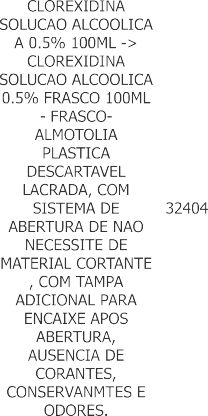 CLOREXIDINA
SOLUCAO ALCOOLICA
A 0.5% 100ML ->
CLOREXIDINA
SOLUCAO ALCOOLICA
0.5% FRASCO 100ML
- FRASCO-
ALMOTOLIA
PLASTICA
DESCARTAVEL
LACRADA, COM
SISTEMA DE 32404
ABERTURA DE NAO
NECESSITE DE
MATERIAL CORTANTE
, COM TAMPA
ADICIONAL PARA
ENCAIXE APOS
ABERTURA,
AUSENCIA DE
CORANTES,
CONSERVANMTES E
ODORES.